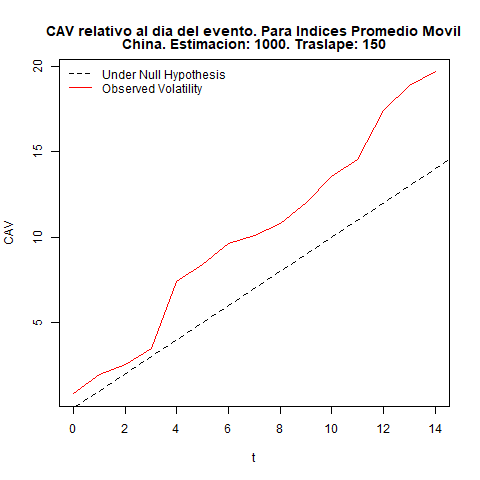 CAV relativo al dia del evento. Para Indices Promedio Movil
China. Estimacion: 1000. Traslape: 150
Under Null Hypothesis
Observed Volatility
20
15
10
5
CAV
0 2 4 6 8 10 12 14
t